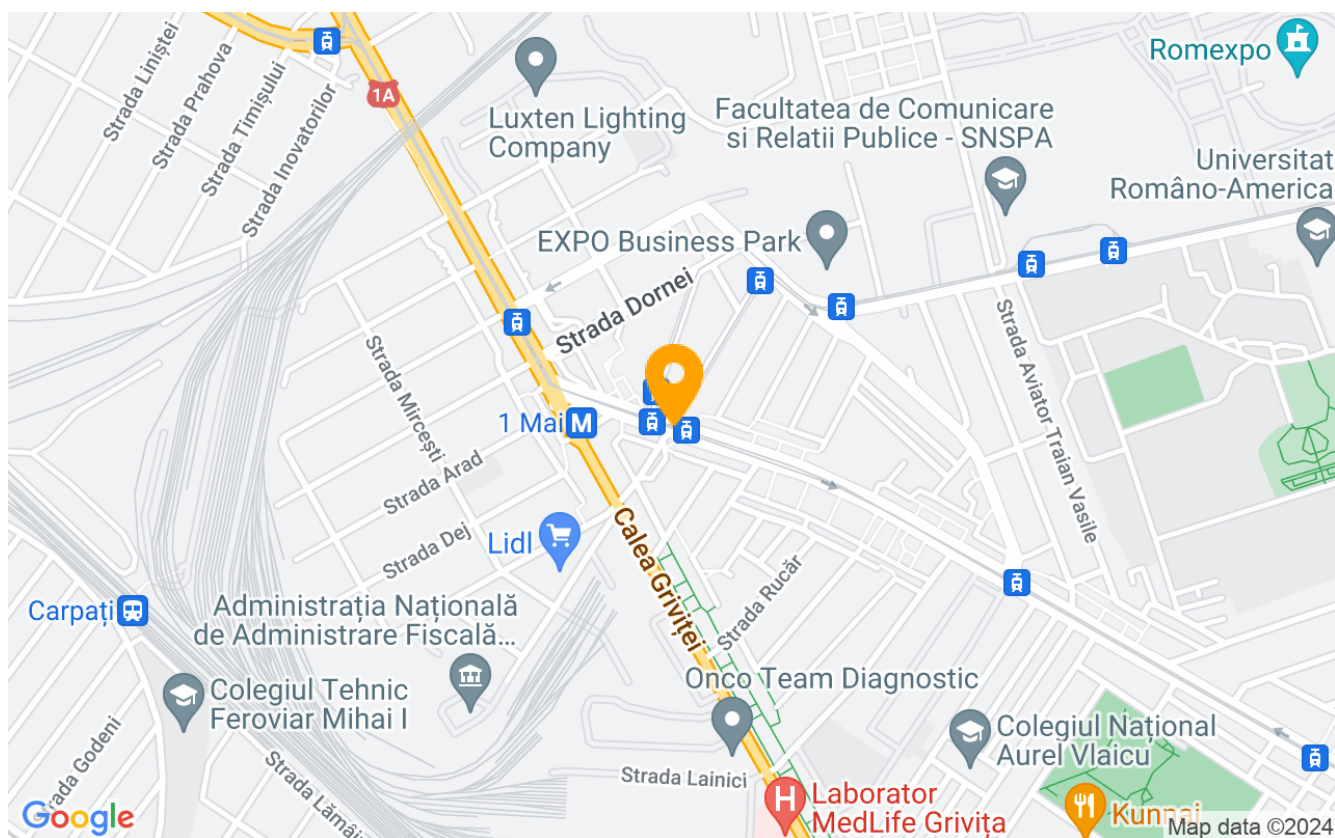 Strada Liniștei
Strada Prahova
Strada Timișului
Strada Inovatorilor
1A
Luxten Lighting
Company
Facultatea de Comunicare
si Relatii Publice - SNSPA
Romexpo
Universitat
Româno-America
EXPO Business Park
Strada Dornei
Strada Aviator Traian Vasile
Strada Mircești
1 Mai
M
Strada Arad
Strada Dej
Lidl
Calea Griviței
Strada Rucăr
Carpați
Administrația Națională
de Administrare Fiscală...
Colegiul Tehnic
Feroviar Mihai I
Onco Team Diagnostic
Colegiul Național
Aurel Vlaicu
Strada Godeni
Strada Lainici
H
Laborator
MedLife Grivița
Kunnai
Google
Map data ©2024